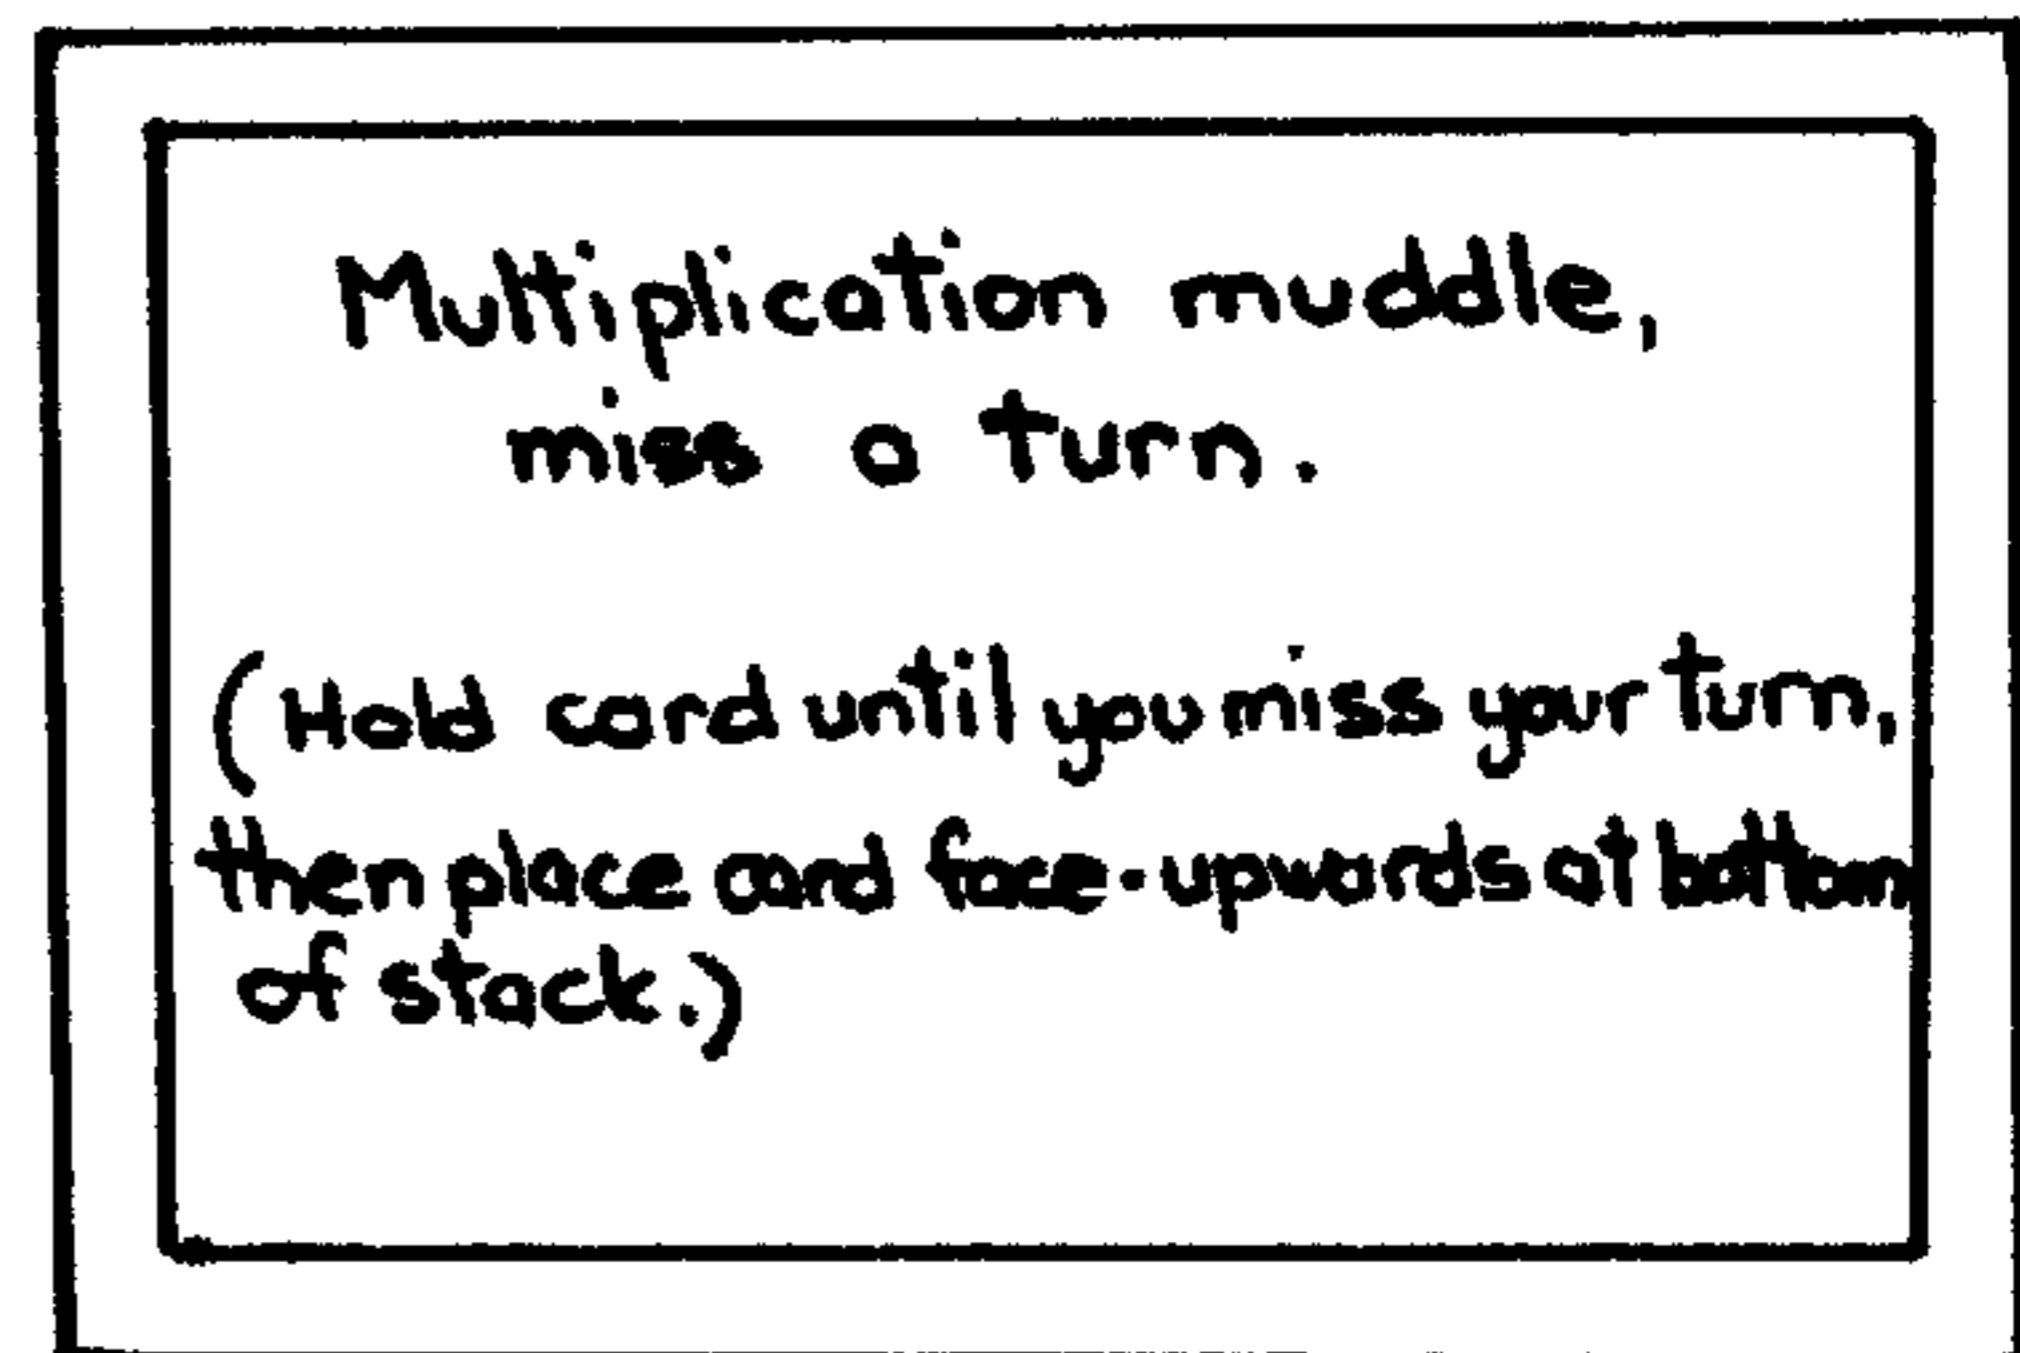 Multiplication muddle,
miss a turn.
(Hold card until you miss your turn,
then place card face-upwards at bottom
of stack.)